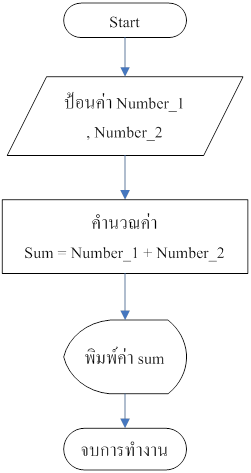 Start
ป้อนค่า Number_1
, Number_2
คำนวณค่า
Sum = Number_1 + Number_2
พิมพ์ค่า sum
จบการทำงาน